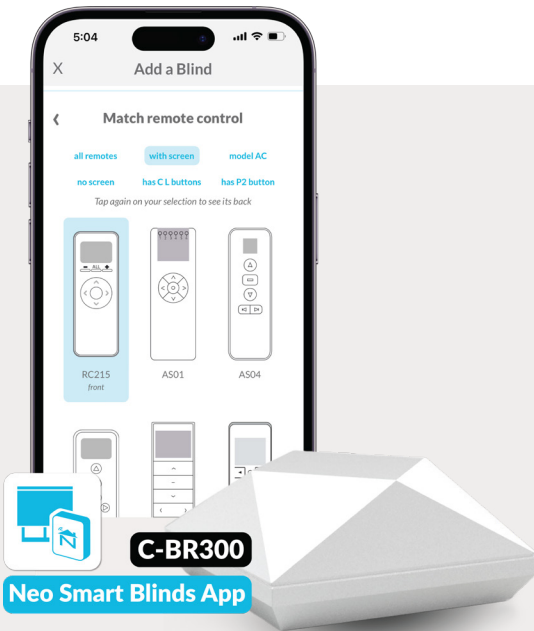 5:04
X Add a Blind
‹ Match remote control
all remotes with screen model AC
no screen has C L buttons has P2 button
Tap again on your selection to see its back
ALL
RC215 AS01 AS04
front
N
C-BR300
Neo Smart Blinds App